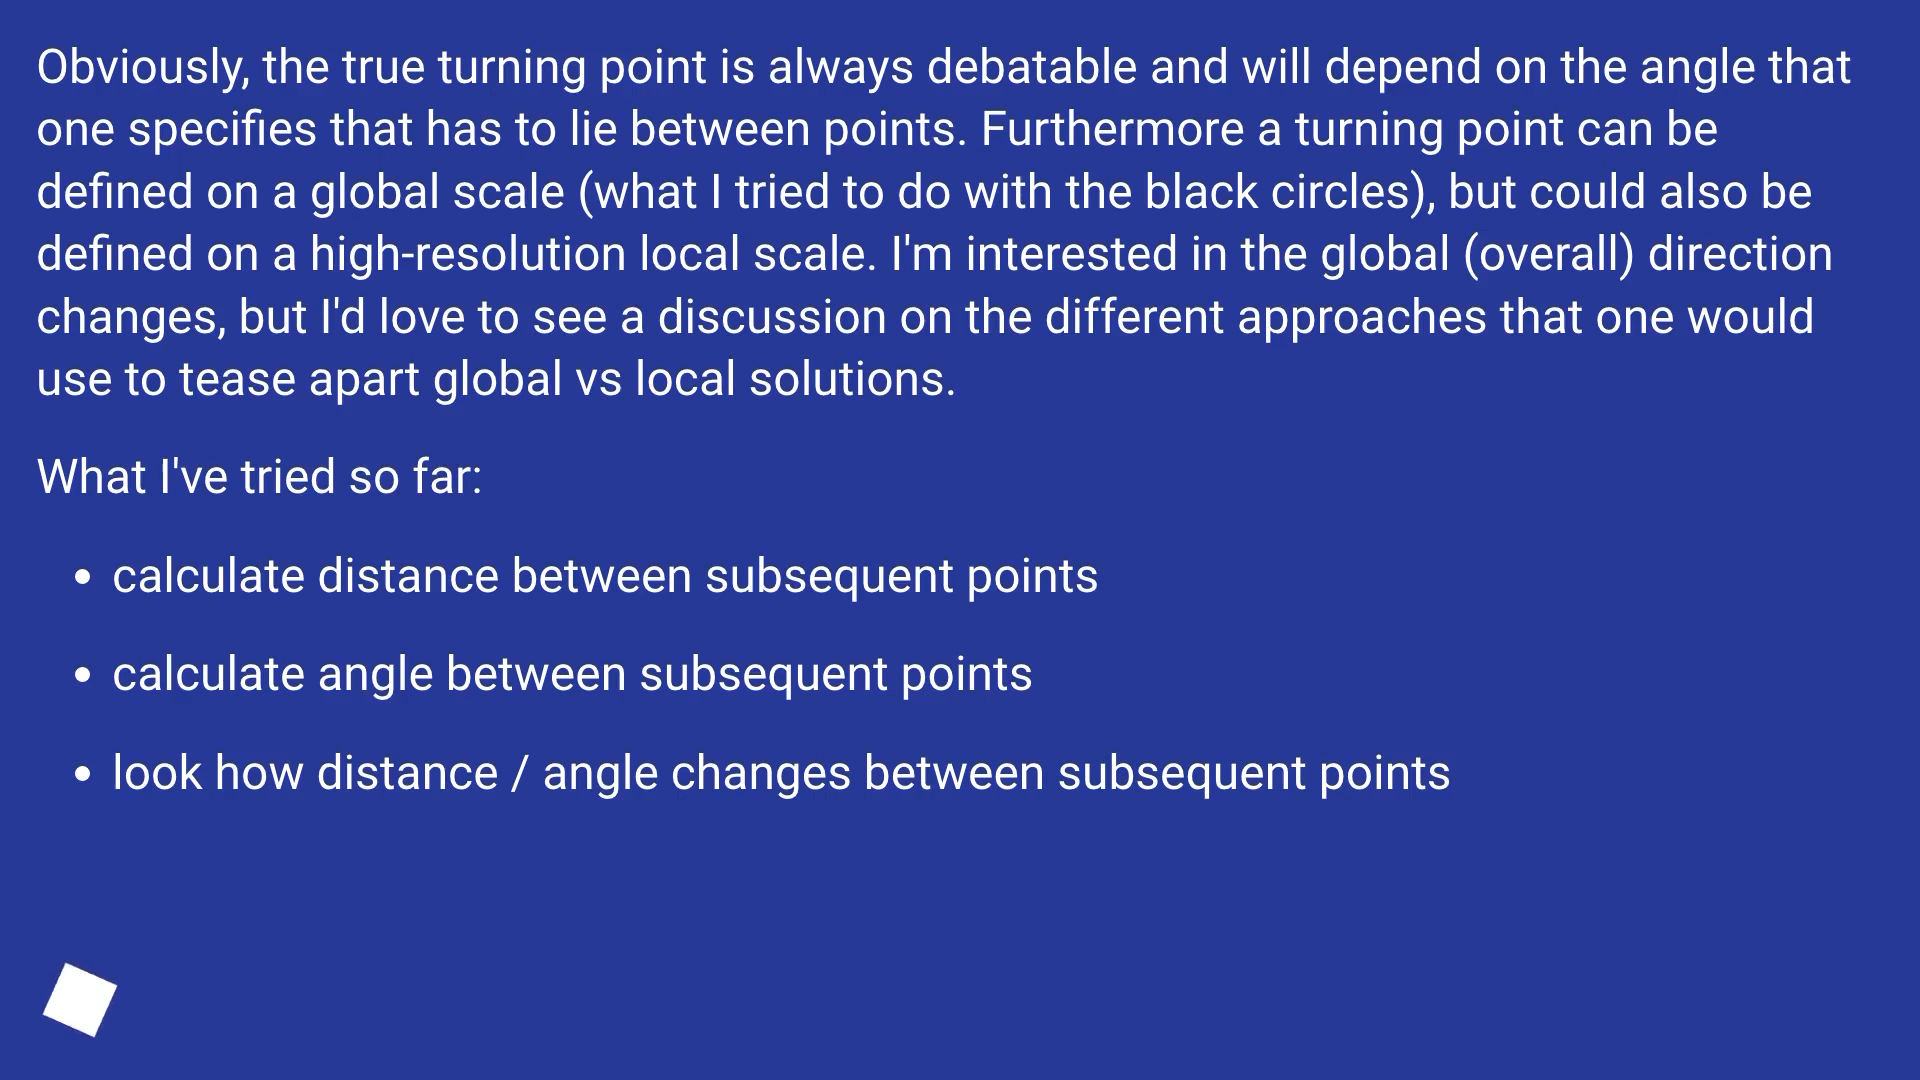 Obviously, the true turning point is always debatable and will depend on the angle that
one specifies that has to lie between points. Furthermore a turning point can be
defined on a global scale (what I tried to do with the black circles), but could also be
defined on a high-resolution local scale. I'm interested in the global (overall) direction
changes, but I'd love to see a discussion on the different approaches that one would
use to tease apart global vs local solutions.
What I've tried so far:
• calculate distance between subsequent points
• calculate angle between subsequent points
• look how distance / angle changes between subsequent points